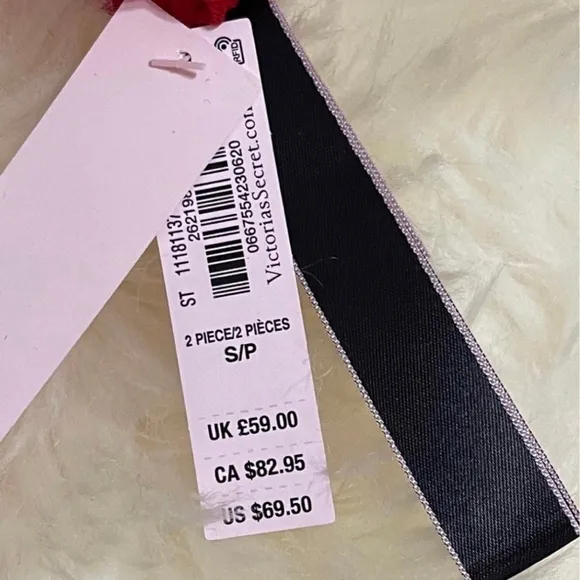 RFID
ST 11181137
262198
0667554230620
VictoriasSecret.com
2 PIECE/2 PIÈCES
S/P
UK £59.00
CA $82.95
US $69.50